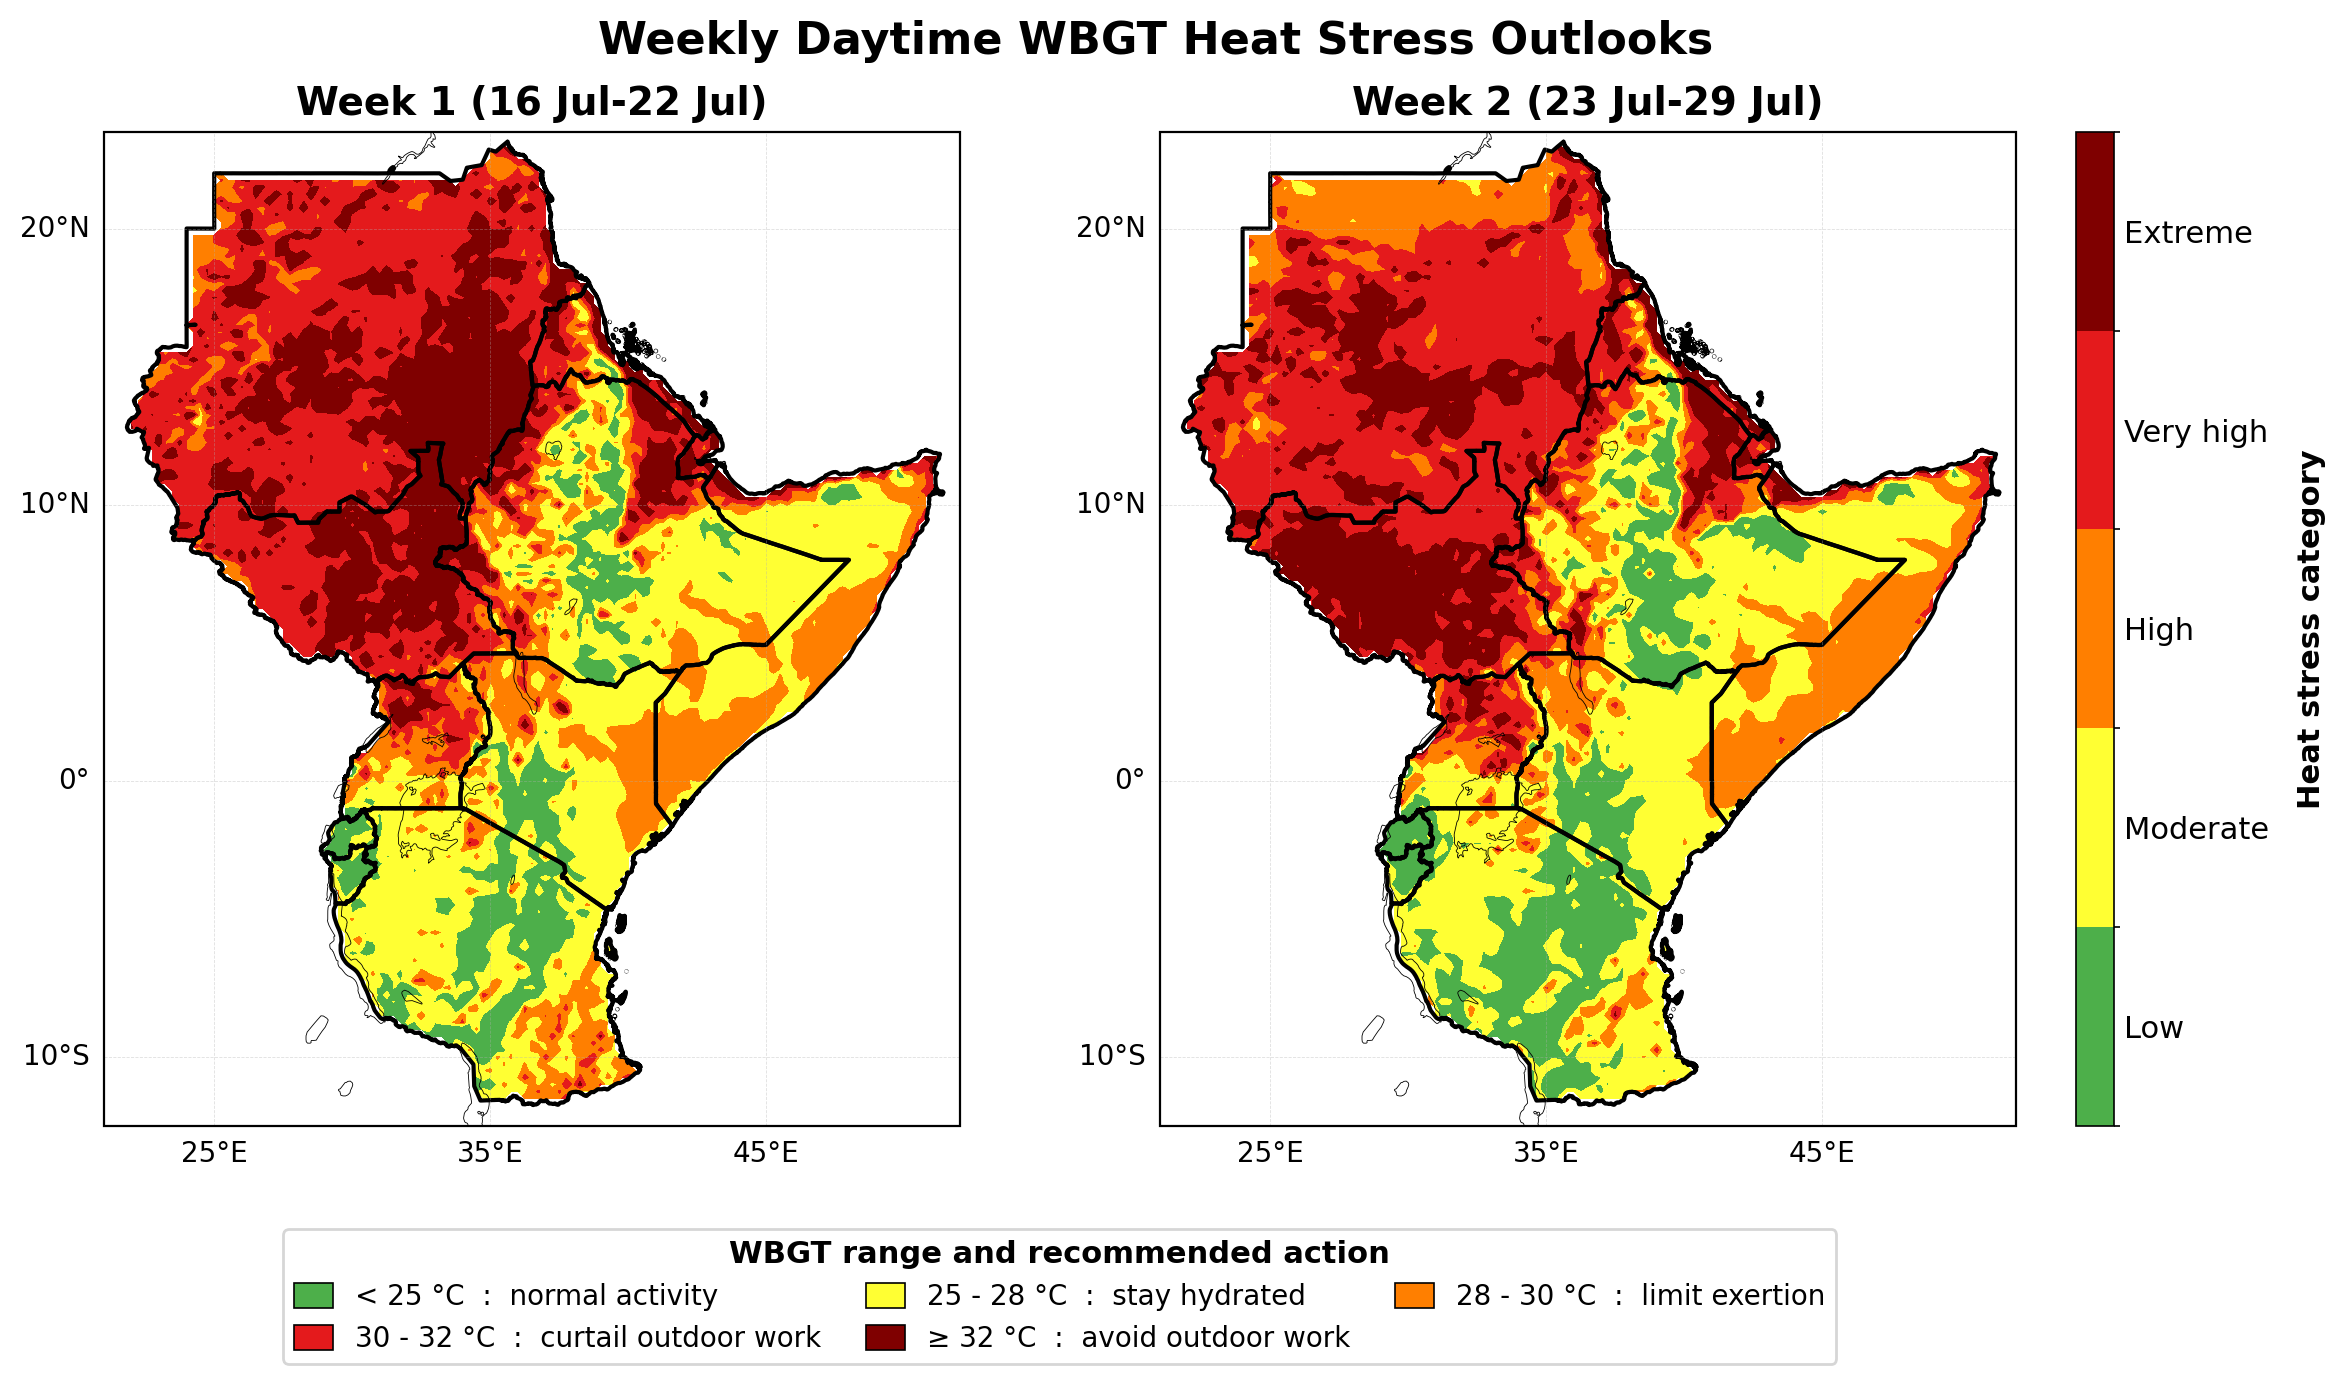 Weekly Daytime WBGT Heat Stress Outlooks
Week 1 (16 Jul-22 Jul)
Week 2 (23 Jul-29 Jul)
20°N
10°N
0°
10°S
25°E
35°E
45°E
20°N
10°N
0°
10°S
25°E
35°E
45°E
Extreme
Very high
High
Moderate
Low
Heat stress category
WBGT range and recommended action
< 25 °C : normal activity
25 - 28 °C : stay hydrated
28 - 30 °C : limit exertion
30 - 32 °C : curtail outdoor work
≥ 32 °C : avoid outdoor work